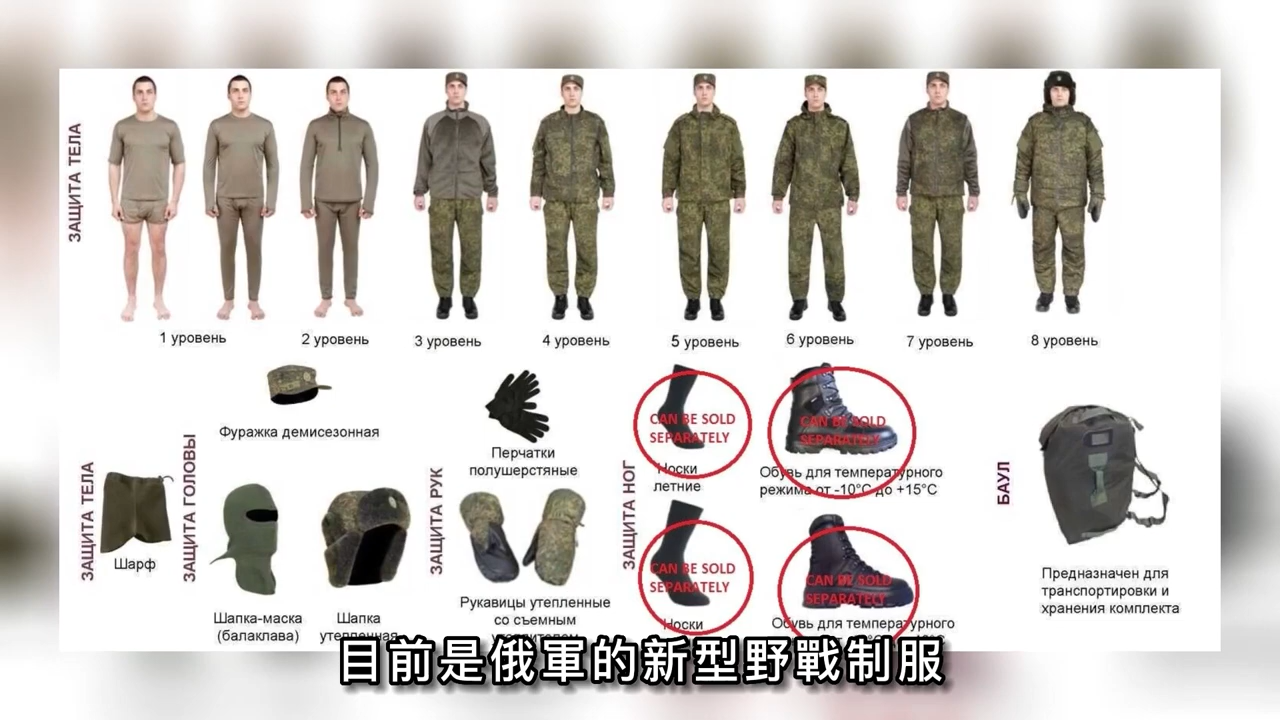 ЗАЩИТА ТЕЛА
1 уровень
2 уровень
3 уровень
4 уровень
5 уровень
6 уровень
7 уровень
8 уровень
ЗАЩИТА ТЕЛА
Шарф
ЗАЩИТА ГОЛОВЫ
Фуражка демисезонная
Шапка-маска
(балаклава)
Шапка
утепленная
ЗАЩИТА РУК
Перчатки
полушерстяные
Рукавицы утепленные
со съемным
утеплителем
ЗАЩИТА НОГ
CAN BE SOLD
SEPARATELY
Носки
летние
CAN BE SOLD
SEPARATELY
Обувь для температурного
режима от -10°C до +15°C
CAN BE SOLD
SEPARATELY
Носки
CAN BE SOLD
SEPARATELY
Обувь для температурного
БАУЛ
Предназначен для
транспортировки и
хранения комплекта
目前是俄軍的新型野戰制服